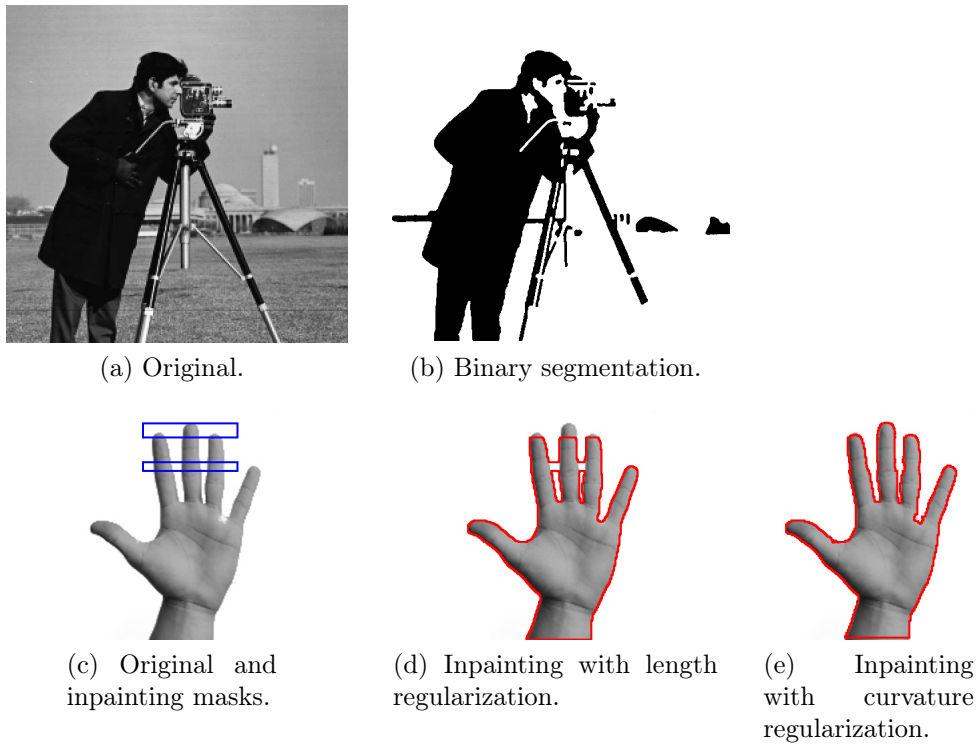 (a) Original.
(b) Binary segmentation.
(c) Original and
inpainting masks.
(d) Inpainting with length
regularization.
(e) Inpainting
with curvature
regularization.